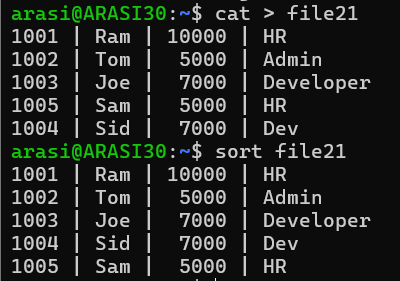 arasi@ARASI30:~$ cat > file21
1001 | Ram | 10000 | HR
1002 | Tom |  5000 | Admin
1003 | Joe |  7000 | Developer
1005 | Sam |  5000 | HR
1004 | Sid |  7000 | Dev
arasi@ARASI30:~$ sort file21
1001 | Ram | 10000 | HR
1002 | Tom |  5000 | Admin
1003 | Joe |  7000 | Developer
1004 | Sid |  7000 | Dev
1005 | Sam |  5000 | HR